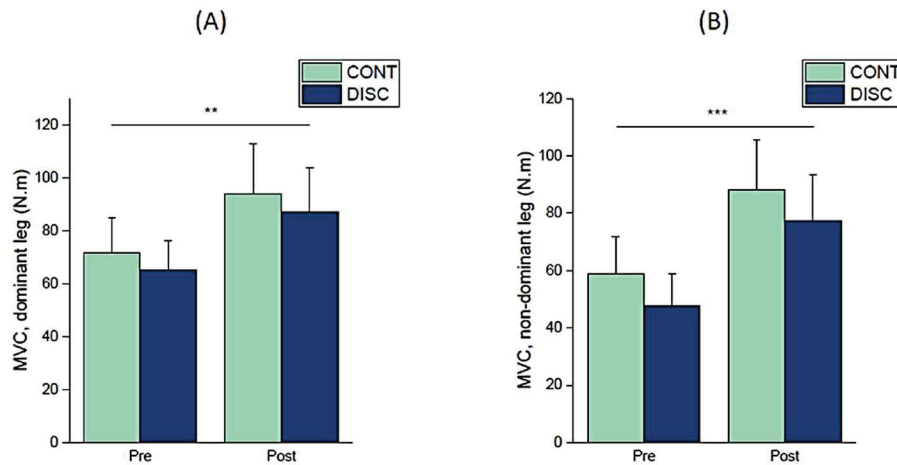 (A)
CONT
DISC
**
120
100
80
60
40
20
0
MVC, dominant leg (N.m)
Pre Post
(B)
CONT
DISC
***
120
100
80
60
40
20
0
MVC, non-dominant leg (N.m)
Pre Post